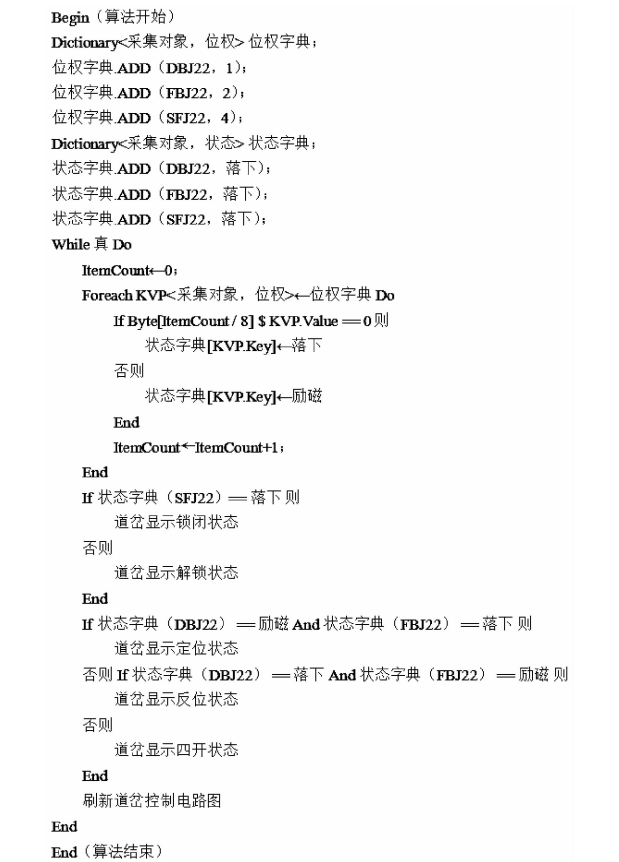 Begin（算法开始）
Dictionary<采集对象，位权> 位权字典；
位权字典.ADD（DBJ22，1）；
位权字典.ADD（FBJ22，2）；
位权字典.ADD（SFJ22，4）；
Dictionary<采集对象，状态> 状态字典；
状态字典.ADD（DBJ22，落下）；
状态字典.ADD（FBJ22，落下）；
状态字典.ADD（SFJ22，落下）；
While 真 Do
ItemCount←0；
Foreach KVP<采集对象，位权>←位权字典 Do
If Byte[ItemCount / 8] $ KVP.Value ==0 则
状态字典[KVP.Key]←落下
否则
状态字典[KVP.Key]←励磁
End
ItemCount←ItemCount+1；
End
If 状态字典（SFJ22）== 落下 则
道岔显示锁闭状态
否则
道岔显示解锁状态
End
If 状态字典（DBJ22）== 励磁 And 状态字典（FBJ22）== 落下 则
道岔显示定位状态
否则 If 状态字典（DBJ22）== 落下 And 状态字典（FBJ22）== 励磁 则
道岔显示反位状态
否则
道岔显示四开状态
End
刷新道岔控制电路图
End
End（算法结束）